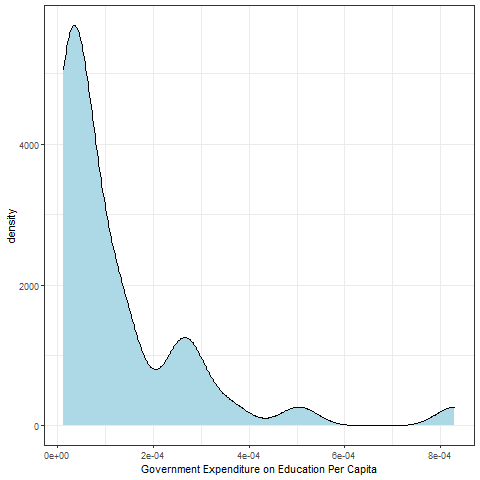 density
4000
2000
0
0e+00 2e-04 4e-04 6e-04 8e-04
Government Expenditure on Education Per Capita